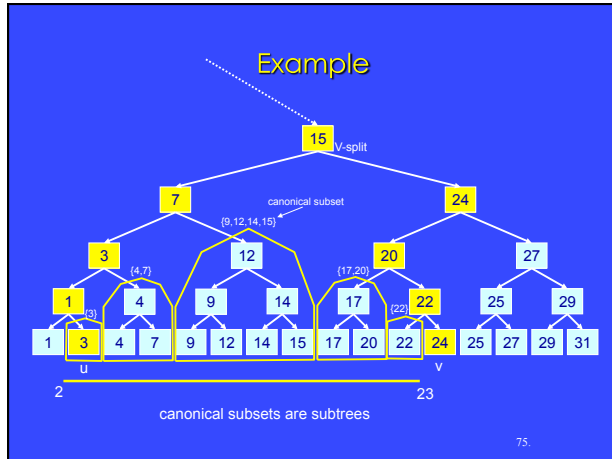 Example
15
V-split
7 24
canonical subset
{9,12,14,15}
3 12 20 27
{4,7} {17,20}
1 4 9 14 17 22 25 29
{3} {22}
1 3 4 7 9 12 14 15 17 20 22 24 25 27 29 31
u v
2 23
canonical subsets are subtrees
75.